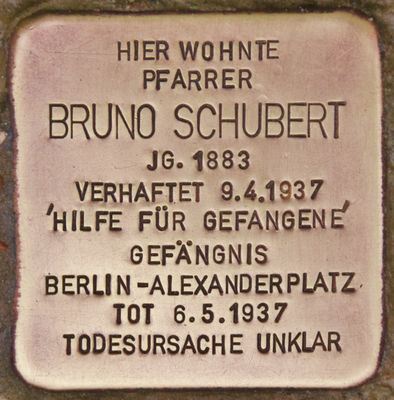 HIER WOHNTE
PFARRER
BRUNO SCHUBERT
JG. 1883
VERHAFTET 9.4.1937
'HILFE FÜR GEFANGENE'
GEFÄNGNIS
BERLIN-ALEXANDERPLATZ
TOT 6.5.1937
TODESURSACHE UNKLAR